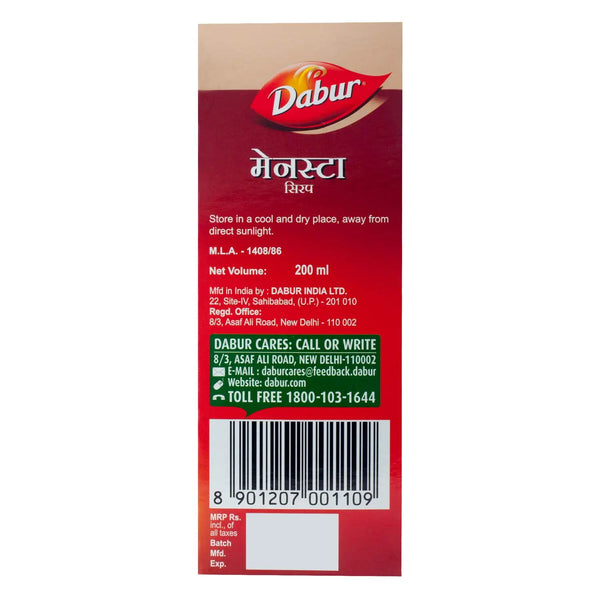 Dabur
मेनस्टा
सिरप
Store in a cool and dry place, away from
direct sunlight.
M.L.A. - 1408/86
Net Volume: 200 ml
Mfd in India by : DABUR INDIA LTD.
22, Site-IV, Sahibabad, (U.P.) - 201 010
Regd. Office:
8/3, Asaf Ali Road, New Delhi - 110 002
DABUR CARES: CALL OR WRITE
8/3, ASAF ALI ROAD, NEW DELHI-110002
E-MAIL : daburcares@feedback.dabur
Website: dabur.com
TOLL FREE 1800-103-1644
8 901207 001109
MRP Rs.
incl., of
all taxes
Batch
Mfd.
Exp.